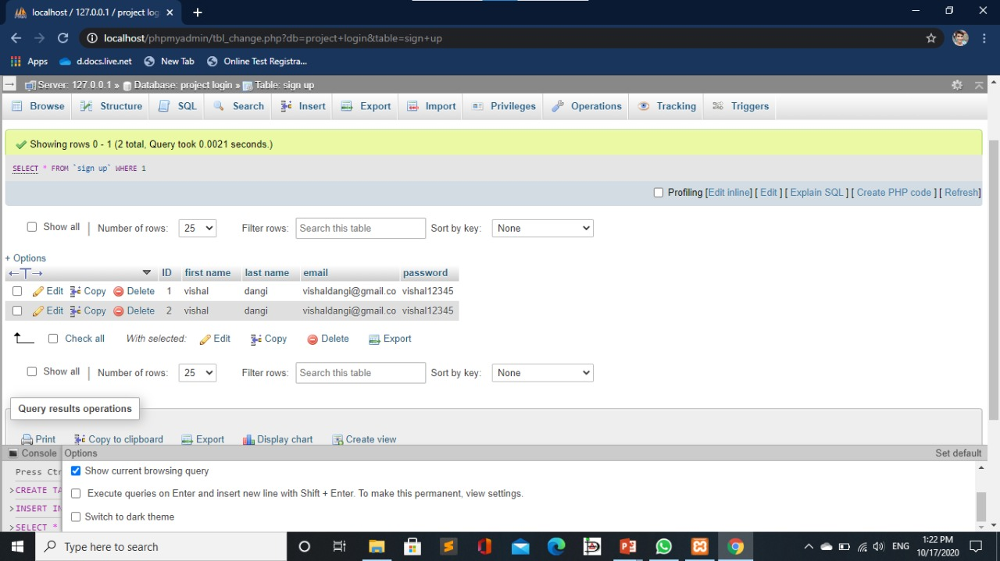 localhost / 127.0.0.1 / project log
localhost/phpmyadmin/tbl_change.php?db=project+login&table=sign+up
Apps d.docs.live.net New Tab Online Test Registra...
Server: 127.0.0.1 » Database: project login » Table: sign up
Browse Structure SQL Search Insert Export Import Privileges Operations Tracking Triggers
Showing rows 0 - 1 (2 total, Query took 0.0021 seconds.)
SELECT * FROM `sign up` WHERE 1
Profiling [Edit inline] [ Edit ] [ Explain SQL ] [ Create PHP code ] [ Refresh]
Show all | Number of rows: 25 Filter rows: Search this table Sort by key: None
+ Options
←T→ ID first name last name email password
Edit Copy Delete 1 vishal dangi vishaldangi@gmail.co vishal12345
Edit Copy Delete 2 vishal dangi vishaldangi@gmail.co vishal12345
Check all With selected: Edit Copy Delete Export
Show all | Number of rows: 25 Filter rows: Search this table Sort by key: None
Query results operations
Print Copy to clipboard Export Display chart Create view
Console Options Set default
Press Ctr
Show current browsing query
>CREATE TA
Execute queries on Enter and insert new line with Shift + Enter. To make this permanent, view settings.
>INSERT IN
Switch to dark theme
>SELECT *
Type here to search
ENG
1:22 PM
10/17/2020